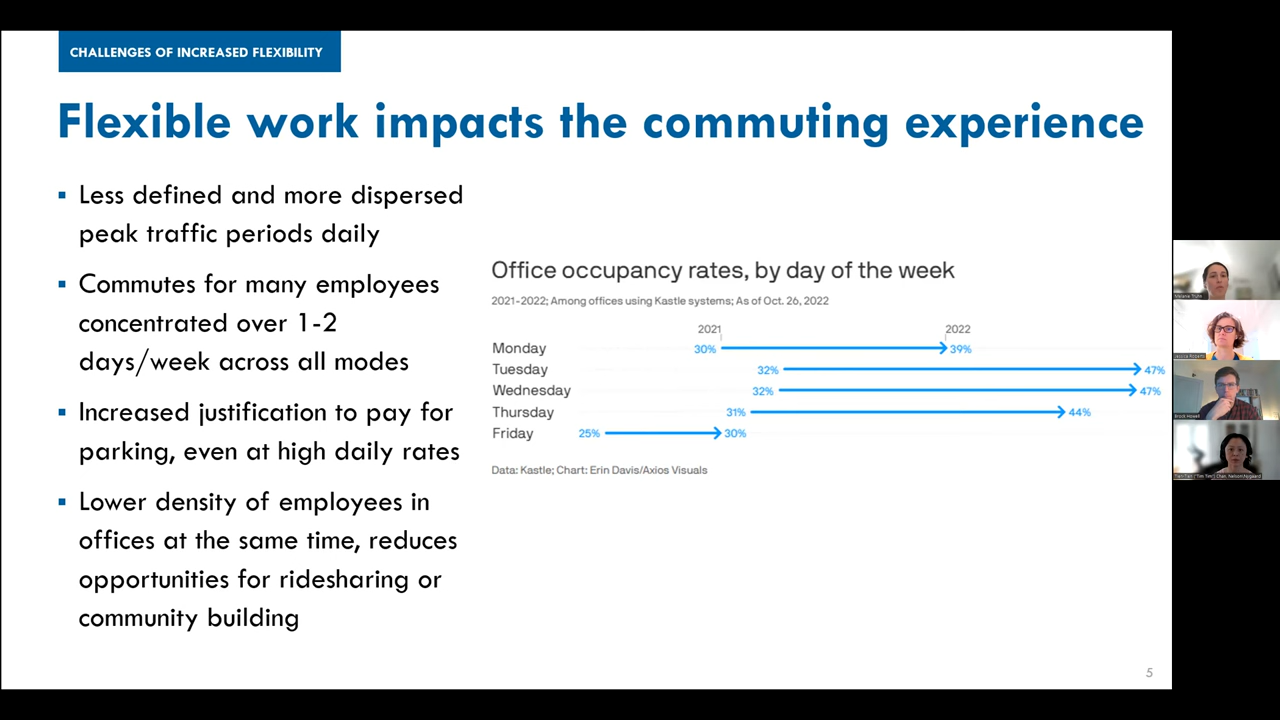 CHALLENGES OF INCREASED FLEXIBILITY
Flexible work impacts the commuting experience
▪ Less defined and more dispersed
peak traffic periods daily
▪ Commutes for many employees
concentrated over 1-2
days/week across all modes
▪ Increased justification to pay for
parking, even at high daily rates
▪ Lower density of employees in
offices at the same time, reduces
opportunities for ridesharing or
community building
Office occupancy rates, by day of the week
2021-2022; Among offices using Kastle systems; As of Oct. 26, 2022
2021 2022
Monday 30% 39%
Tuesday 32% 47%
Wednesday 32% 47%
Thursday 31% 44%
Friday 25% 30%
Data: Kastle; Chart: Erin Davis/Axios Visuals
5
Jessica Roberts
Brock Howell